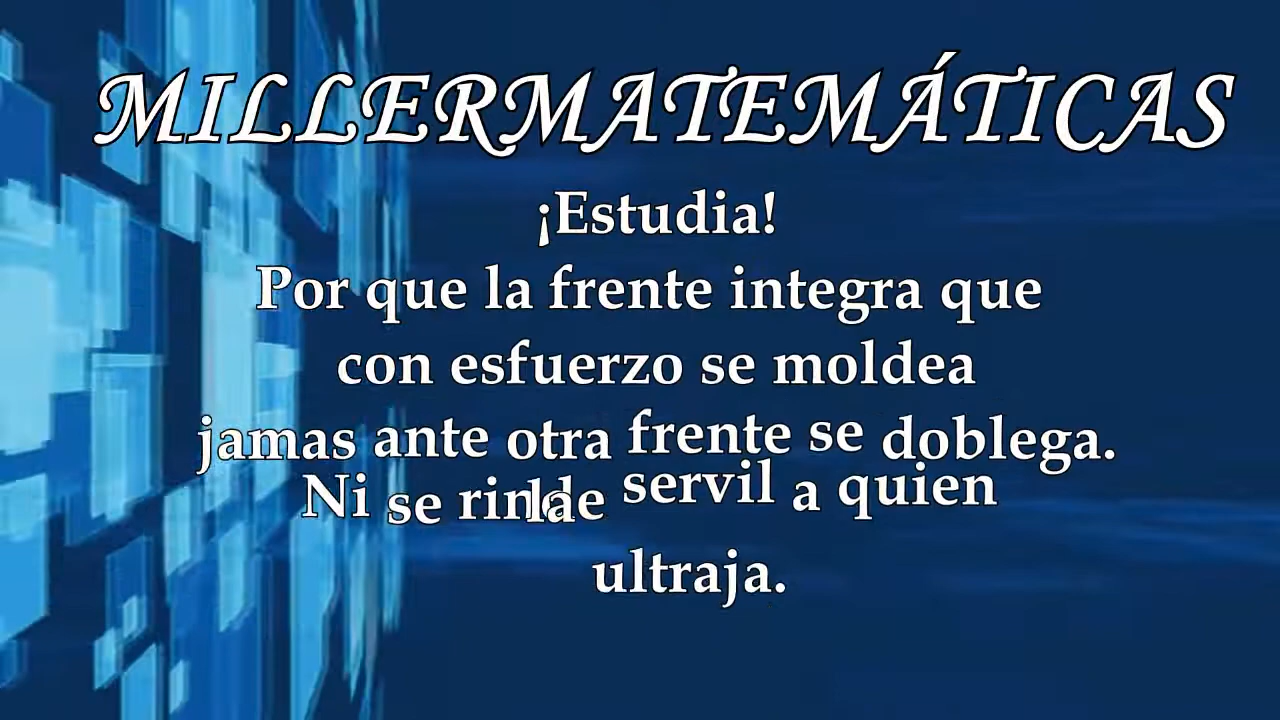 MILLERMATEMÁTICAS
¡Estudia!
Por que la frente integra que
con esfuerzo se moldea
jamas ante otra frente se doblega.
Ni se rinde servil a quien
la ultraja.